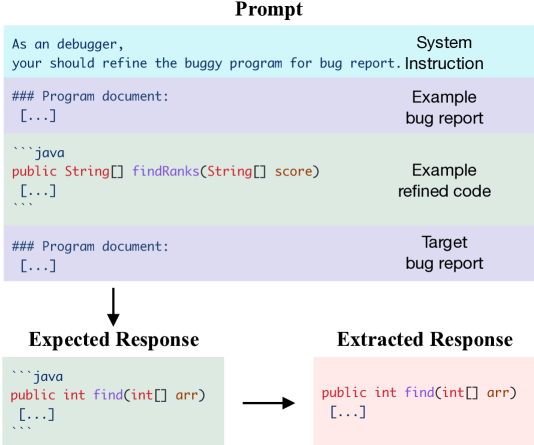 Prompt
As an debugger,
your should refine the buggy program for bug report.
System
Instruction
### Program document:
[...]
Example
bug report
```java
public String[] findRanks(String[] score)
[...]
```
Example
refined code
### Program document:
[...]
Target
bug report
Expected Response
```java
public int find(int[] arr)
[...]
```
Extracted Response
public int find(int[] arr)
[...]